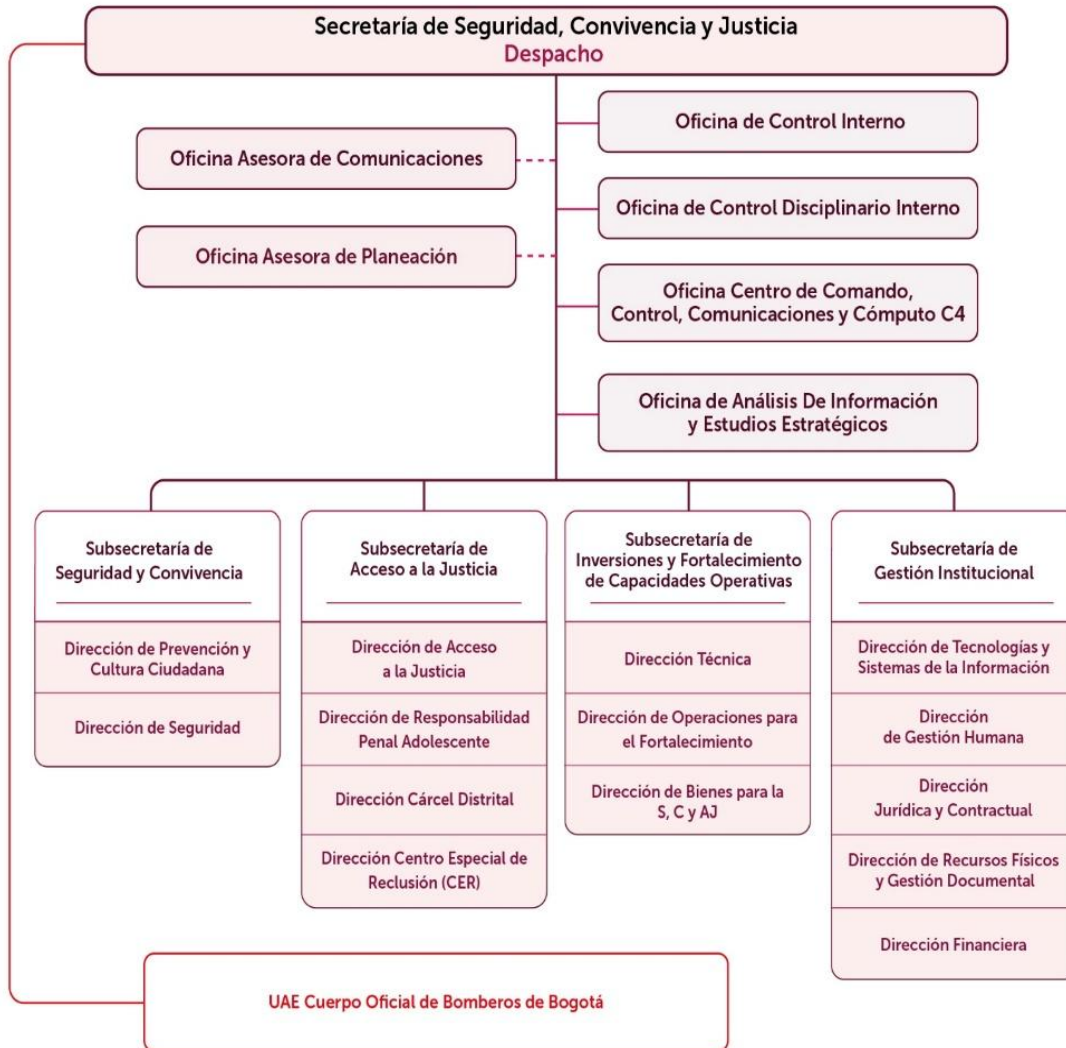 Secretaría de Seguridad, Convivencia y Justicia
Despacho
Oficina de Control Interno
Oficina Asesora de Comunicaciones
Oficina de Control Disciplinario Interno
Oficina Asesora de Planeación
Oficina Centro de Comando,
Control, Comunicaciones y Cómputo C4
Oficina de Análisis De Información
y Estudios Estratégicos
Subsecretaría de
Seguridad y Convivencia
Dirección de Prevención y
Cultura Ciudadana
Dirección de Seguridad
Subsecretaría de
Acceso a la Justicia
Dirección de Acceso
a la Justicia
Dirección de Responsabilidad
Penal Adolescente
Dirección Cárcel Distrital
Dirección Centro Especial de
Reclusión (CER)
Subsecretaría de
Inversiones y Fortalecimiento
de Capacidades Operativas
Dirección Técnica
Dirección de Operaciones para
el Fortalecimiento
Dirección de Bienes para la
S, C y AJ
Subsecretaría de
Gestión Institucional
Dirección de Tecnologías y
Sistemas de la Información
Dirección
de Gestión Humana
Dirección
Jurídica y Contractual
Dirección de Recursos Físicos
y Gestión Documental
Dirección Financiera
UAE Cuerpo Oficial de Bomberos de Bogotá